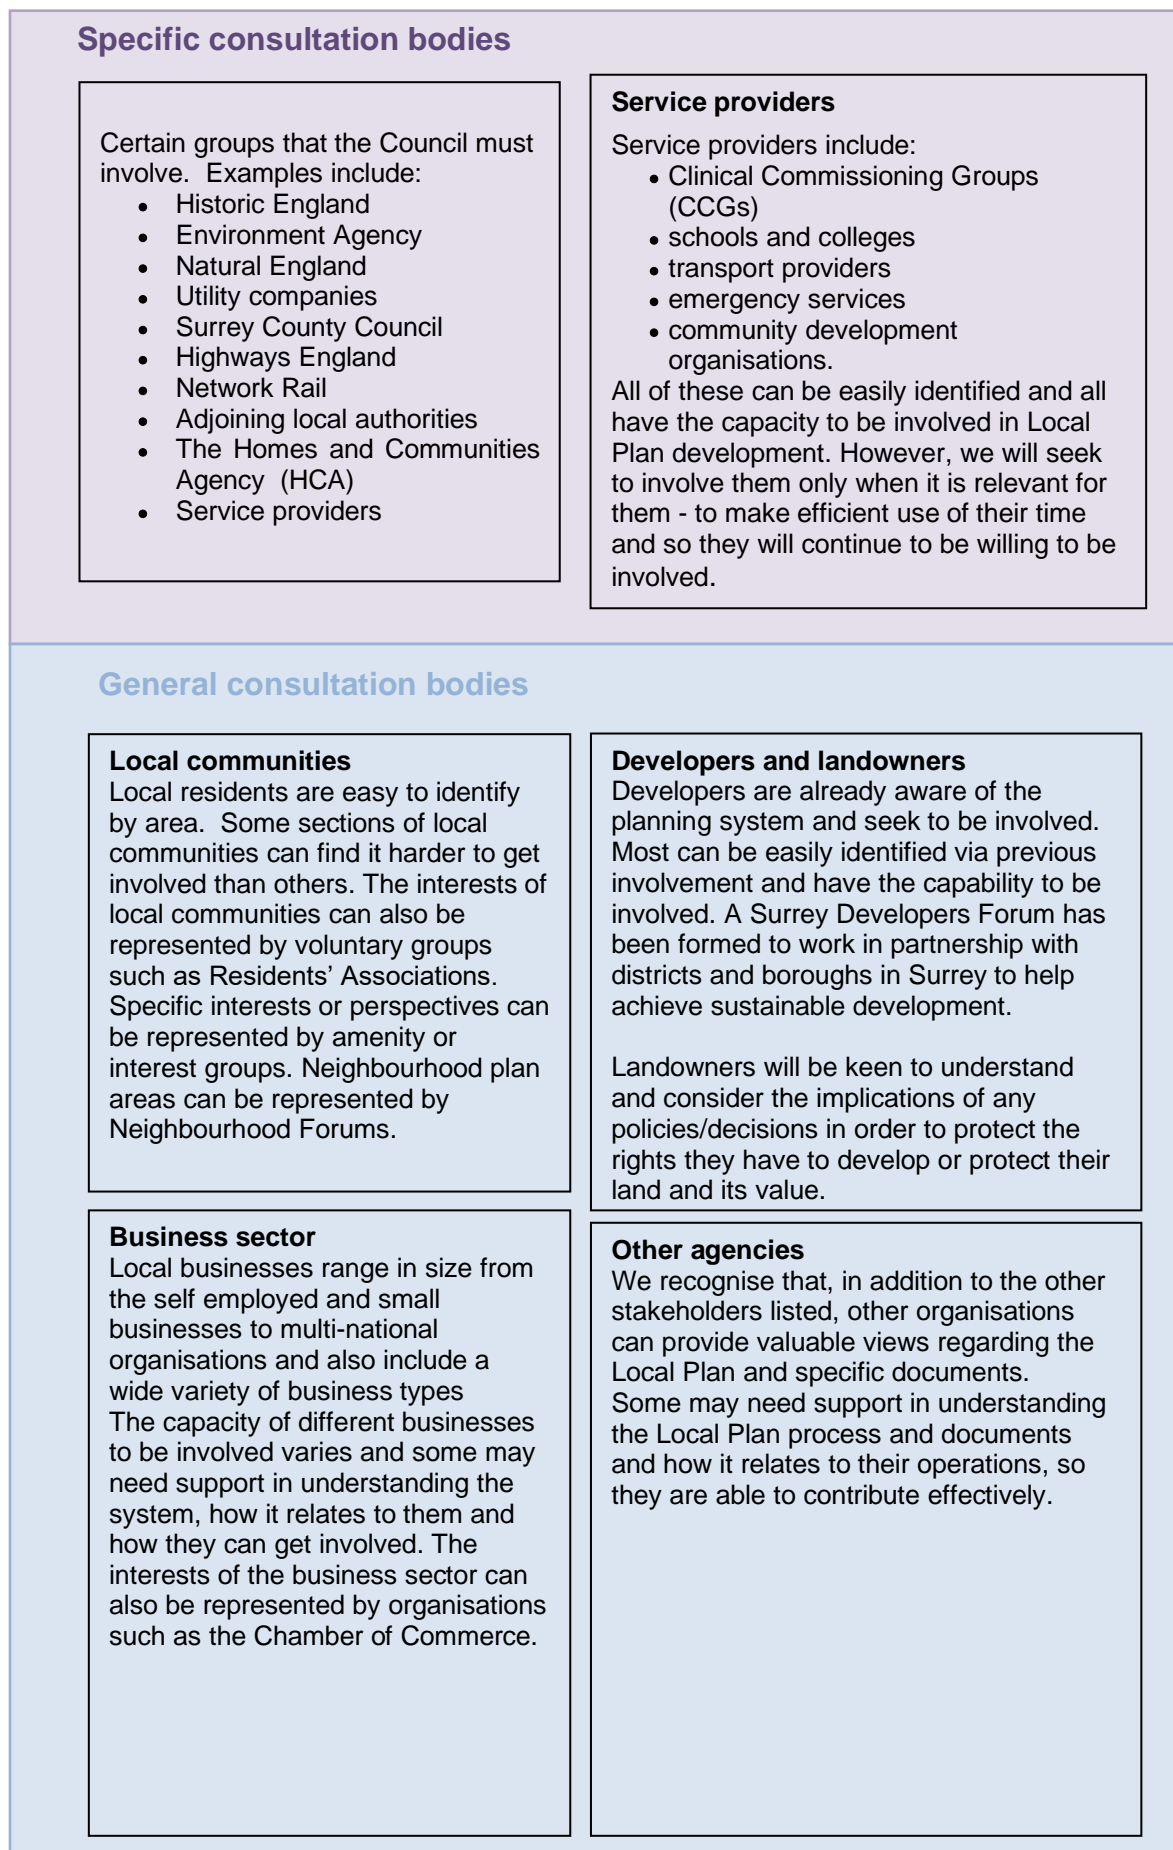 Specific consultation bodies
Certain groups that the Council must
involve.  Examples include:
• Historic England
• Environment Agency
• Natural England
• Utility companies
• Surrey County Council
• Highways England
• Network Rail
• Adjoining local authorities
• The Homes and Communities
Agency  (HCA)
• Service providers
Service providers
Service providers include:
• Clinical Commissioning Groups
(CCGs)
• schools and colleges
• transport providers
• emergency services
• community development
organisations.
All of these can be easily identified and all
have the capacity to be involved in Local
Plan development. However, we will seek
to involve them only when it is relevant for
them - to make efficient use of their time
and so they will continue to be willing to be
involved.
General consultation bodies
Local communities
Local residents are easy to identify
by area.  Some sections of local
communities can find it harder to get
involved than others. The interests of
local communities can also be
represented by voluntary groups
such as Residents’ Associations.
Specific interests or perspectives can
be represented by amenity or
interest groups. Neighbourhood plan
areas can be represented by
Neighbourhood Forums.
Developers and landowners
Developers are already aware of the
planning system and seek to be involved.
Most can be easily identified via previous
involvement and have the capability to be
involved. A Surrey Developers Forum has
been formed to work in partnership with
districts and boroughs in Surrey to help
achieve sustainable development.
Landowners will be keen to understand
and consider the implications of any
policies/decisions in order to protect the
rights they have to develop or protect their
land and its value.
Business sector
Local businesses range in size from
the self employed and small
businesses to multi-national
organisations and also include a
wide variety of business types
The capacity of different businesses
to be involved varies and some may
need support in understanding the
system, how it relates to them and
how they can get involved. The
interests of the business sector can
also be represented by organisations
such as the Chamber of Commerce.
Other agencies
We recognise that, in addition to the other
stakeholders listed, other organisations
can provide valuable views regarding the
Local Plan and specific documents.
Some may need support in understanding
the Local Plan process and documents
and how it relates to their operations, so
they are able to contribute effectively.